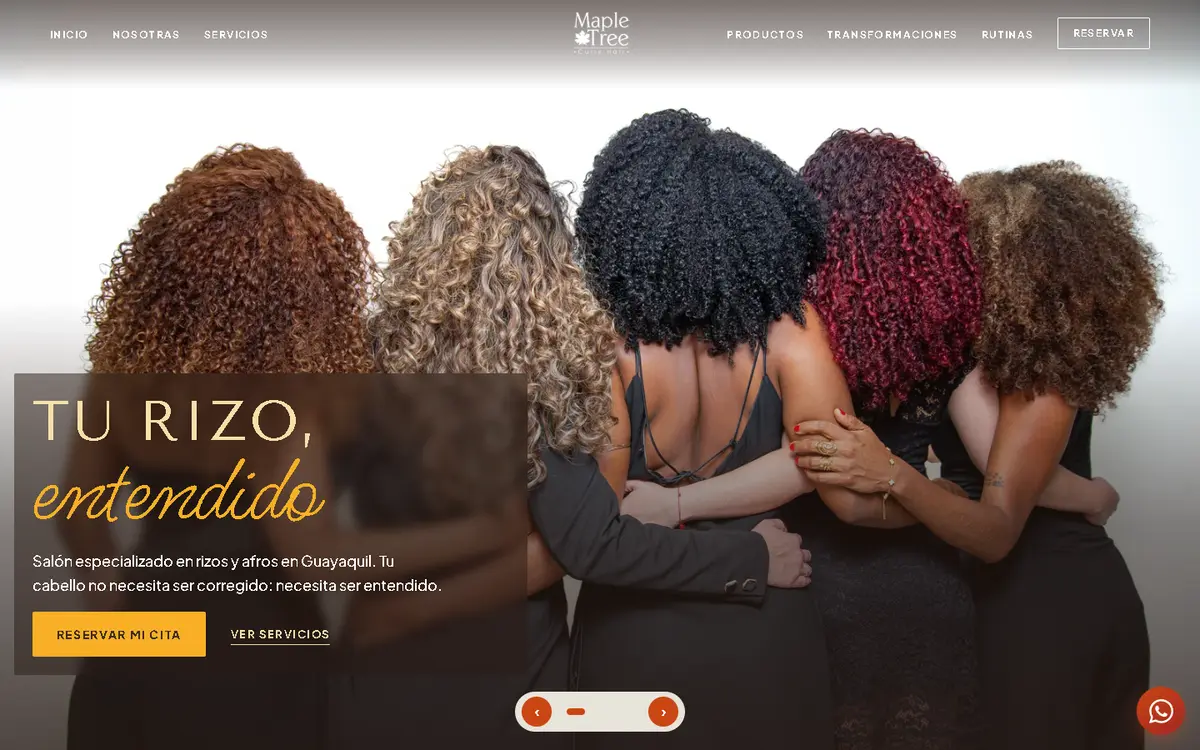 INICIO
NOSOTRAS
SERVICIOS
Maple
Tree
PRODUCTOS
TRANSFORMACIONES
RUTINAS
RESERVAR
TU RIZO,
entendido
Salón especializado en rizos y afros en Guayaquil. Tu
cabello no necesita ser corregido: necesita ser entendido.
RESERVAR MI CITA
VER SERVICIOS